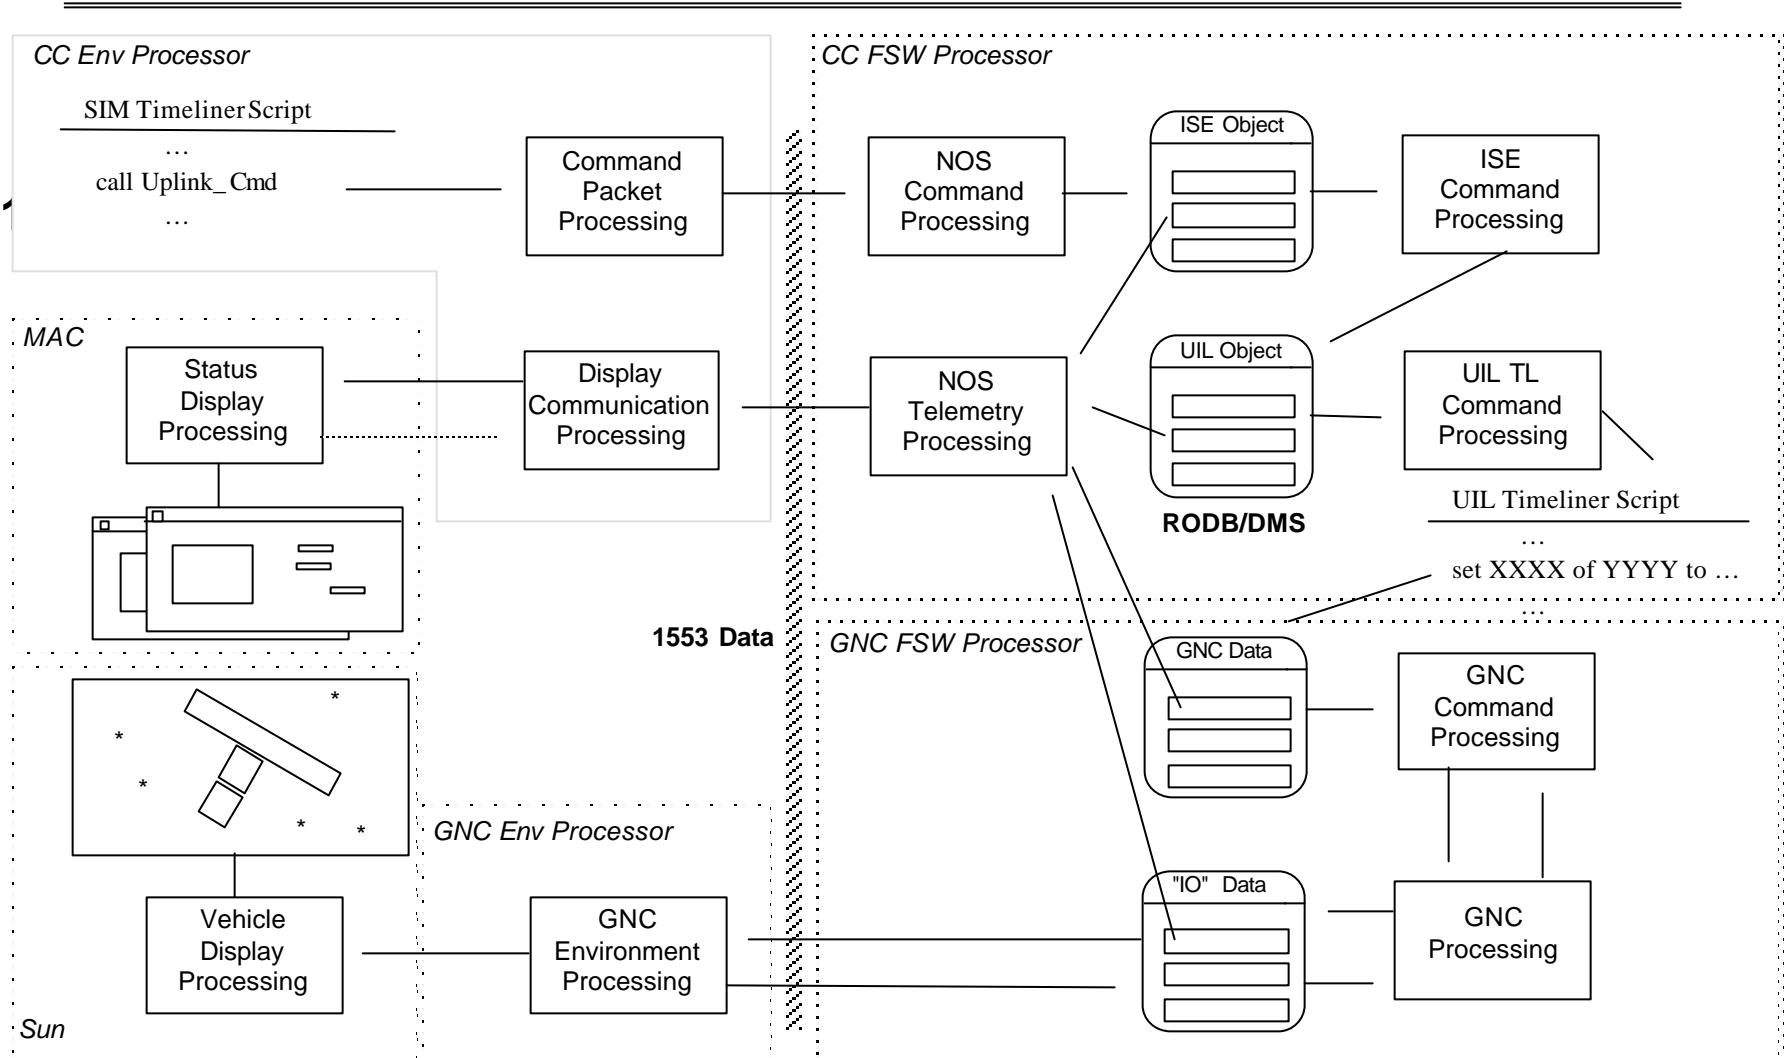 CC Env Processor
SIM Timeliner Script
…
call Uplink_Cmd
…
Command
Packet
Processing
CC FSW Processor
NOS
Command
Processing
ISE Object
ISE
Command
Processing
MAC
Status
Display
Processing
Display
Communication
Processing
NOS
Telemetry
Processing
UIL Object
UIL TL
Command
Processing
RODB/DMS
UIL Timeliner Script
…
set XXXX of YYYY to …
…
1553 Data
GNC FSW Processor
GNC Data
GNC
Command
Processing
* * * * *
GNC Env Processor
Vehicle
Display
Processing
GNC
Environment
Processing
"IO" Data
GNC
Processing
Sun